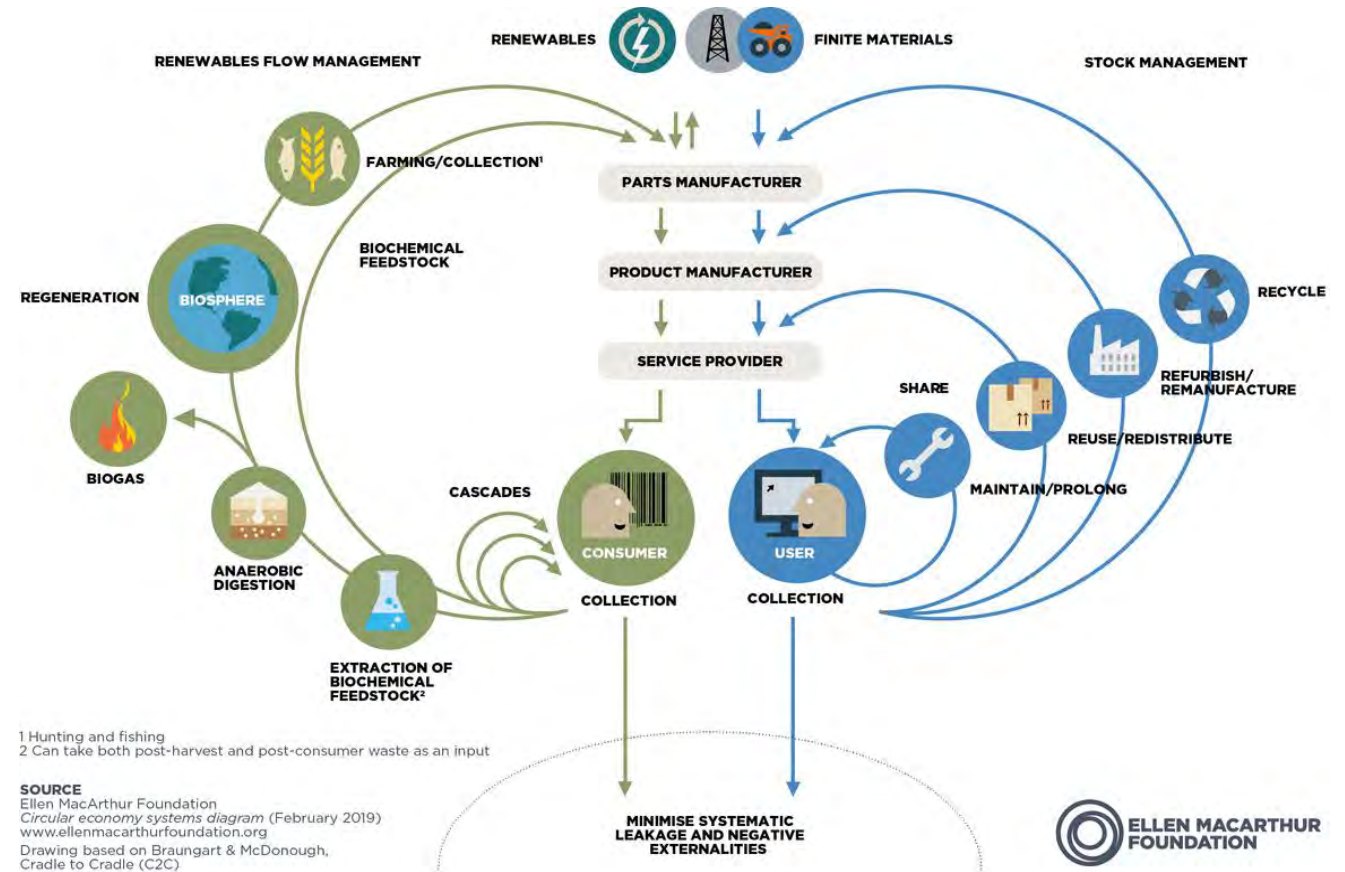 RENEWABLES
FINITE MATERIALS
RENEWABLES FLOW MANAGEMENT
STOCK MANAGEMENT
FARMING/COLLECTION¹
PARTS MANUFACTURER
BIOCHEMICAL
FEEDSTOCK
PRODUCT MANUFACTURER
REGENERATION
BIOSPHERE
RECYCLE
SERVICE PROVIDER
SHARE
REFURBISH/
REMANUFACTURE
REUSE/REDISTRIBUTE
BIOGAS
CASCADES
MAINTAIN/PROLONG
CONSUMER
USER
ANAEROBIC
DIGESTION
COLLECTION
COLLECTION
EXTRACTION OF
BIOCHEMICAL
FEEDSTOCK²
1 Hunting and fishing
2 Can take both post-harvest and post-consumer waste as an input
SOURCE
Ellen MacArthur Foundation
Circular economy systems diagram (February 2019)
www.ellenmacarthurfoundation.org
Drawing based on Braungart & McDonough,
Cradle to Cradle (C2C)
MINIMISE SYSTEMATIC
LEAKAGE AND NEGATIVE
EXTERNALITIES
ELLEN MACARTHUR
FOUNDATION